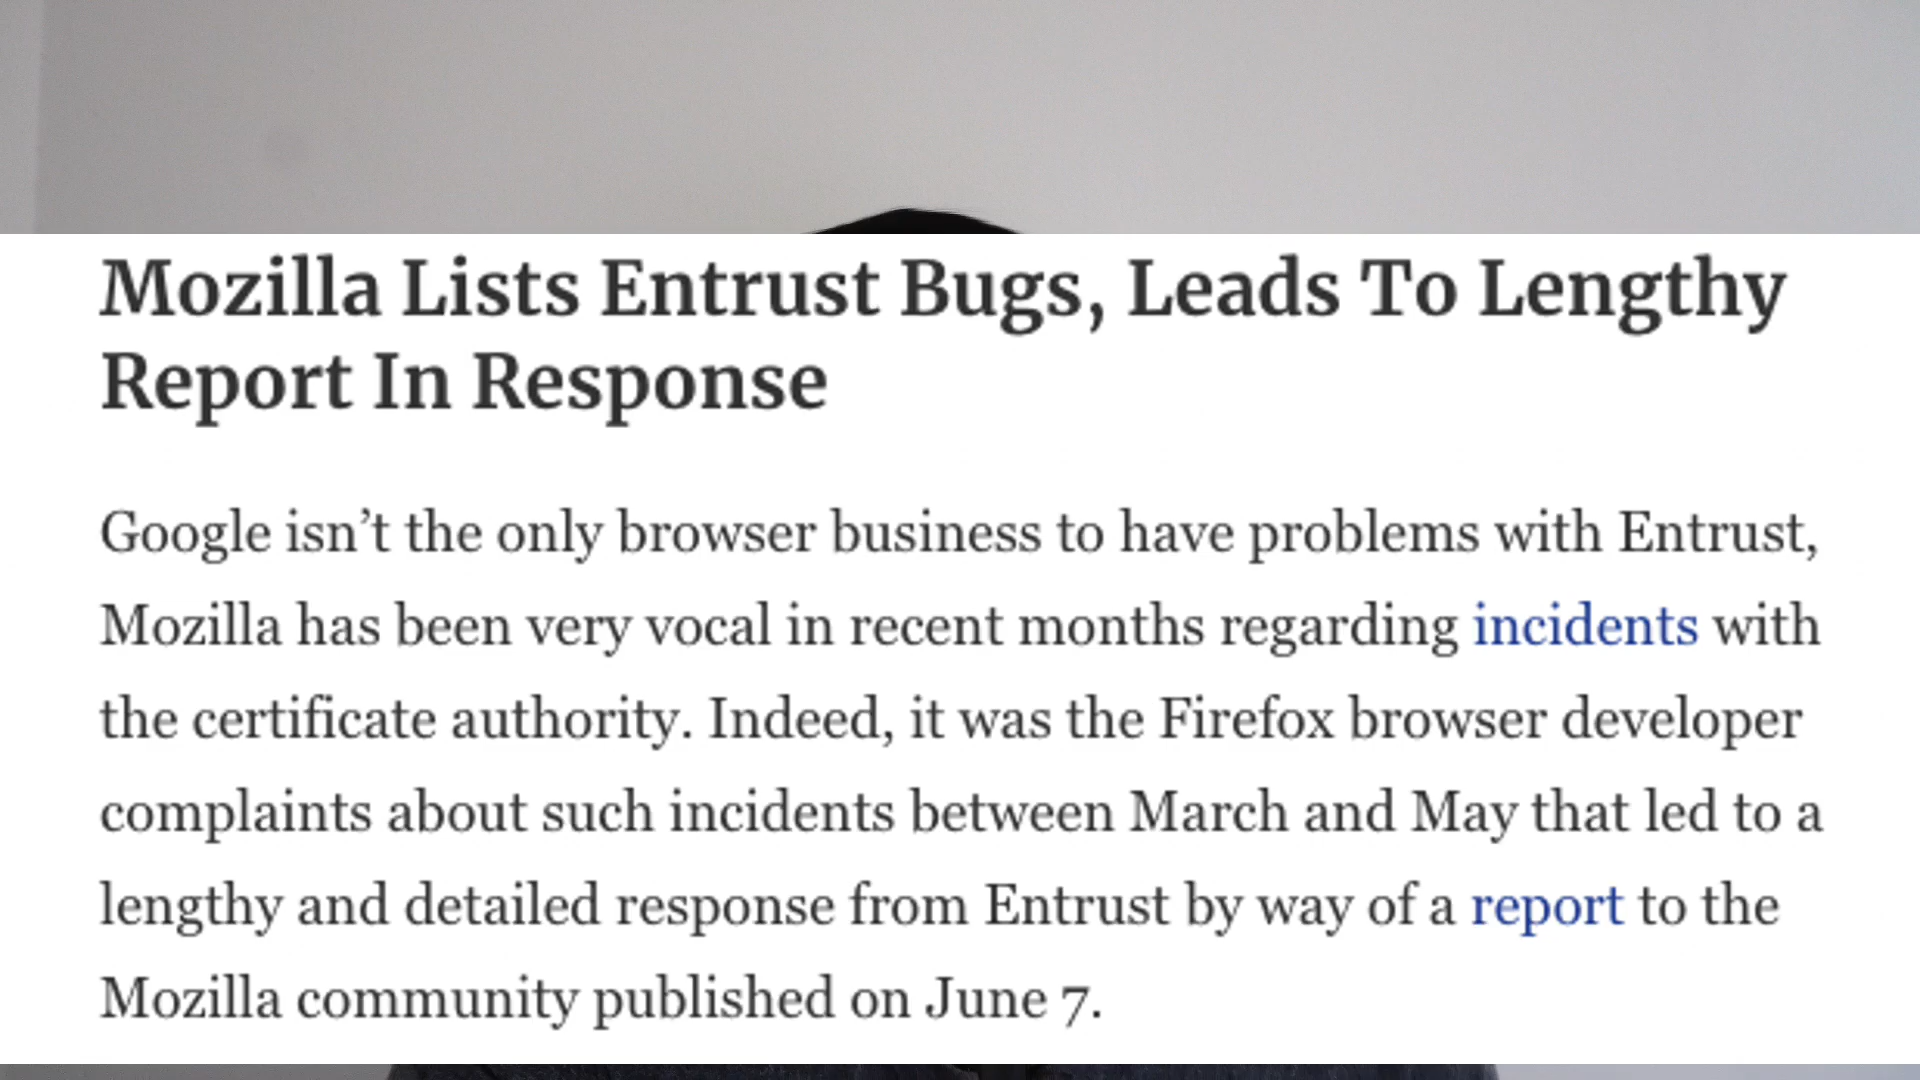 Mozilla Lists Entrust Bugs, Leads To Lengthy
Report In Response
Google isn’t the only browser business to have problems with Entrust,
Mozilla has been very vocal in recent months regarding incidents with
the certificate authority. Indeed, it was the Firefox browser developer
complaints about such incidents between March and May that led to a
lengthy and detailed response from Entrust by way of a report to the
Mozilla community published on June 7.